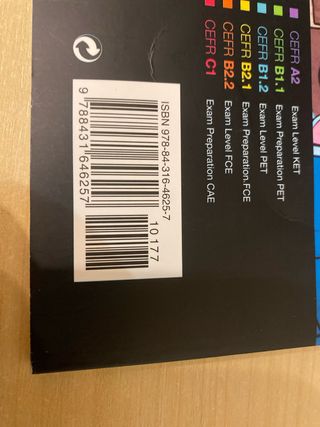 CEFR A2 Exam Level KET
CEFR B1.1 Exam Preparation PET
CEFR B1.2 Exam Level PET
CEFR B2.1 Exam Preparation FCE
CEFR B2.2 Exam Level FCE
CEFR C1 Exam Preparation CAE
ISBN 978-84-316-4625-7
10177
9 788431 646257